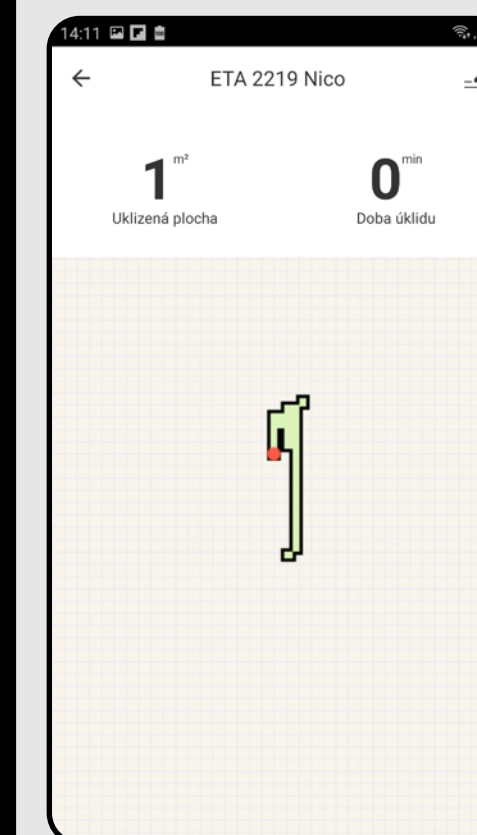 14:11
ETA 2219 Nico
1 m²
0 min
Uklizená plocha
Doba úklidu